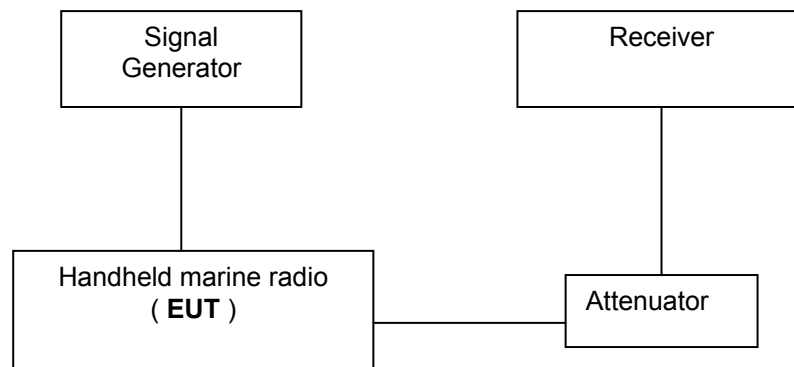 Signal
Generator
Receiver
Handheld marine radio
( EUT )
Attenuator